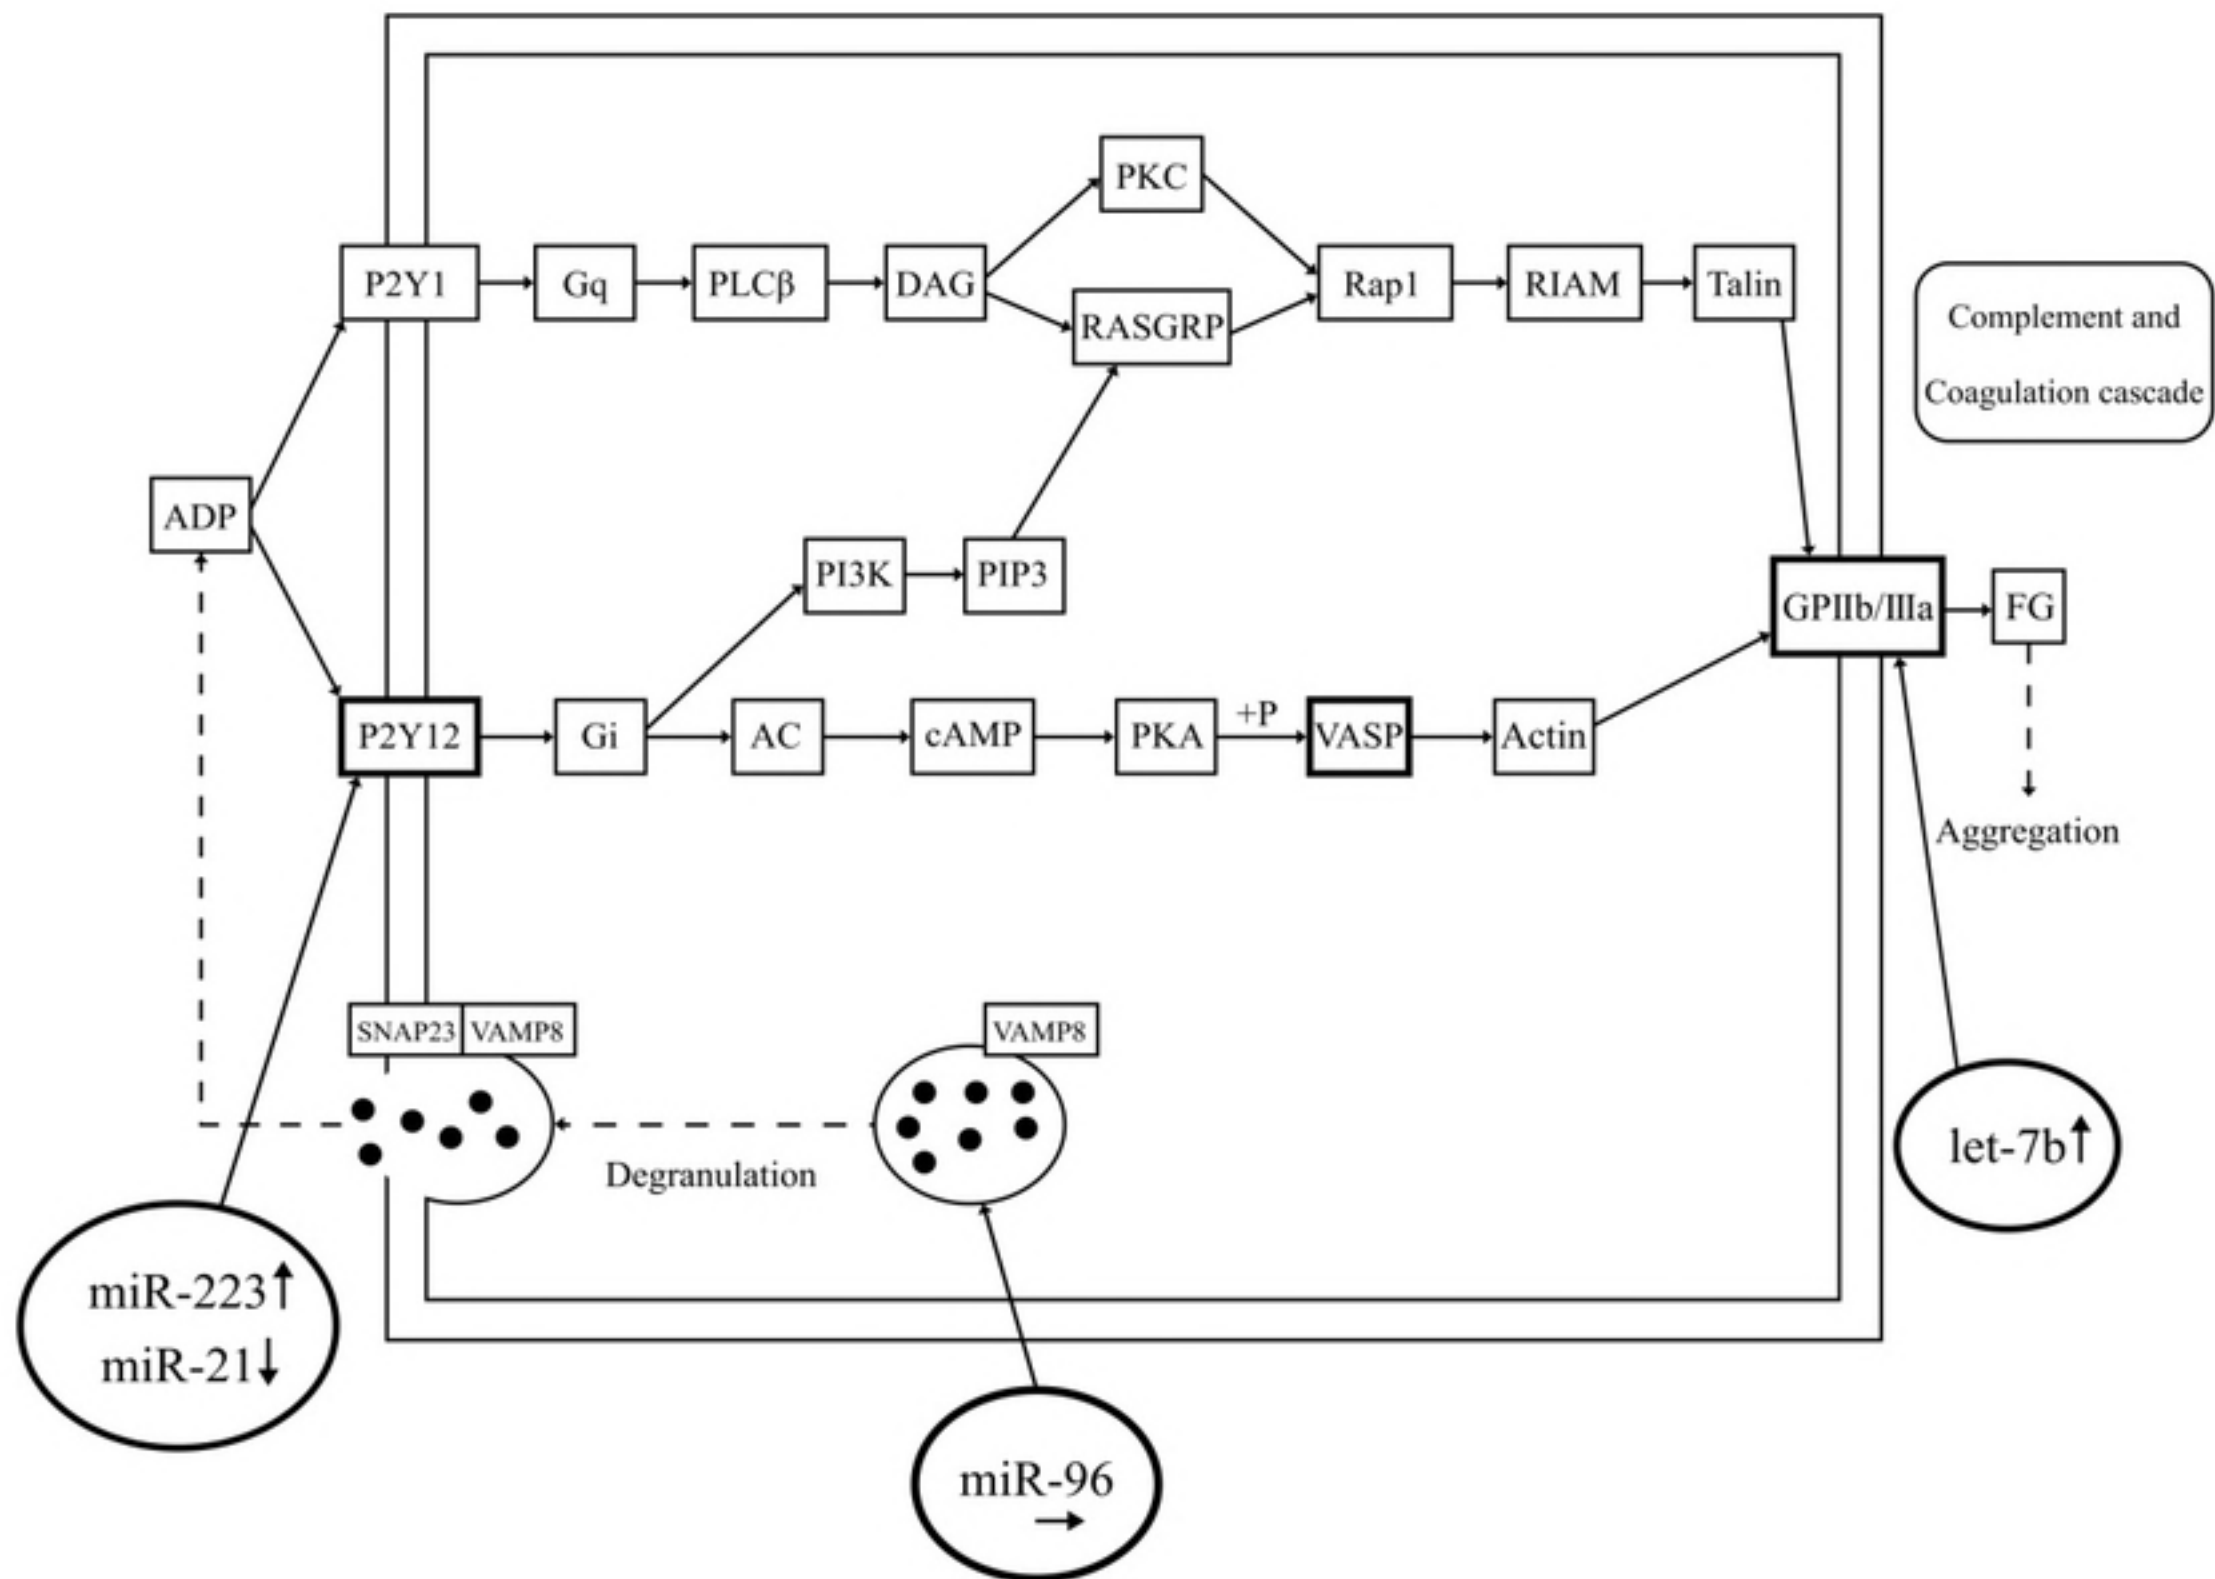 PKC
P2Y1
Gq
PLCβ
DAG
RASGRP
Rap1
RIAM
Talin
Complement and
Coagulation cascade
ADP
PI3K
PIP3
GPIIb/IIIa
FG
P2Y12
Gi
AC
cAMP
PKA
+P
VASP
Actin
Aggregation
SNAP23
VAMP8
VAMP8
Degranulation
let-7b↑
miR-223↑
miR-21↓
miR-96
→